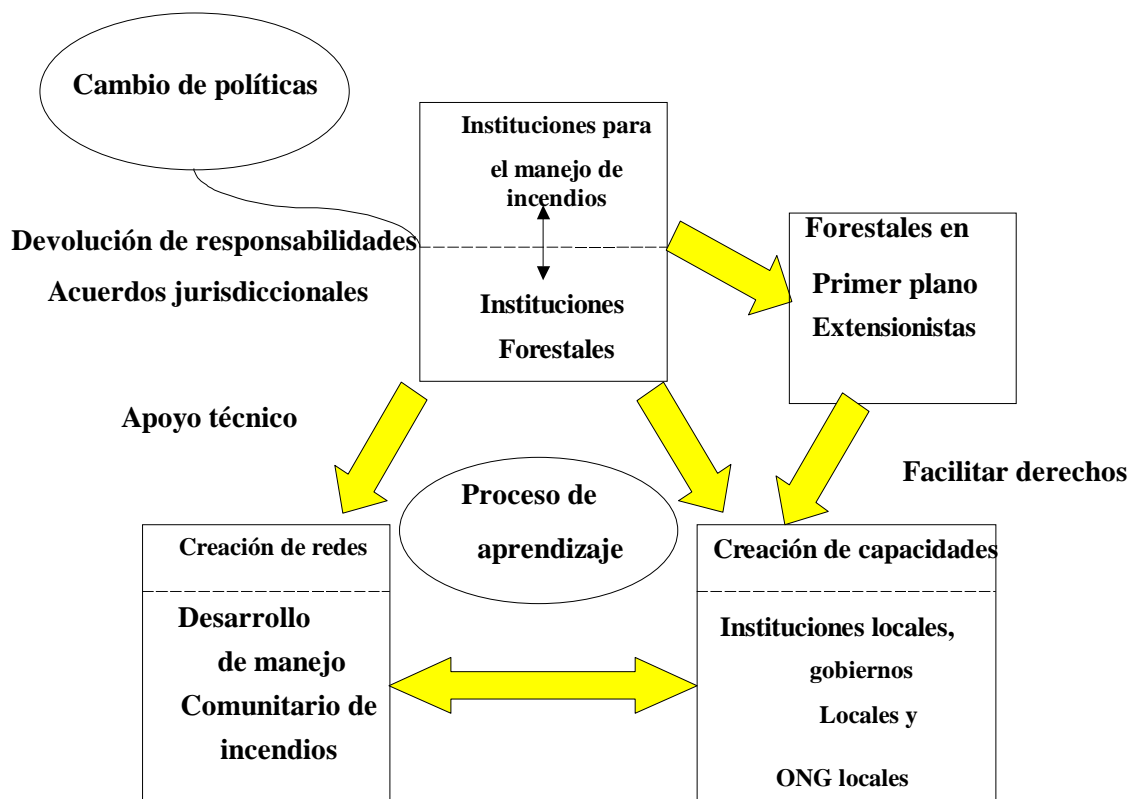 Cambio de políticas
Instituciones para
el manejo de
incendios
Instituciones
Forestales
Devolución de responsabilidades
Acuerdos jurisdiccionales
Forestales en
Primer plano
Extensionistas
Apoyo técnico
Facilitar derechos
Proceso de
aprendizaje
Creación de redes
Desarrollo
de manejo
Comunitario de
incendios
Creación de capacidades
Instituciones locales,
gobiernos
Locales y
ONG locales